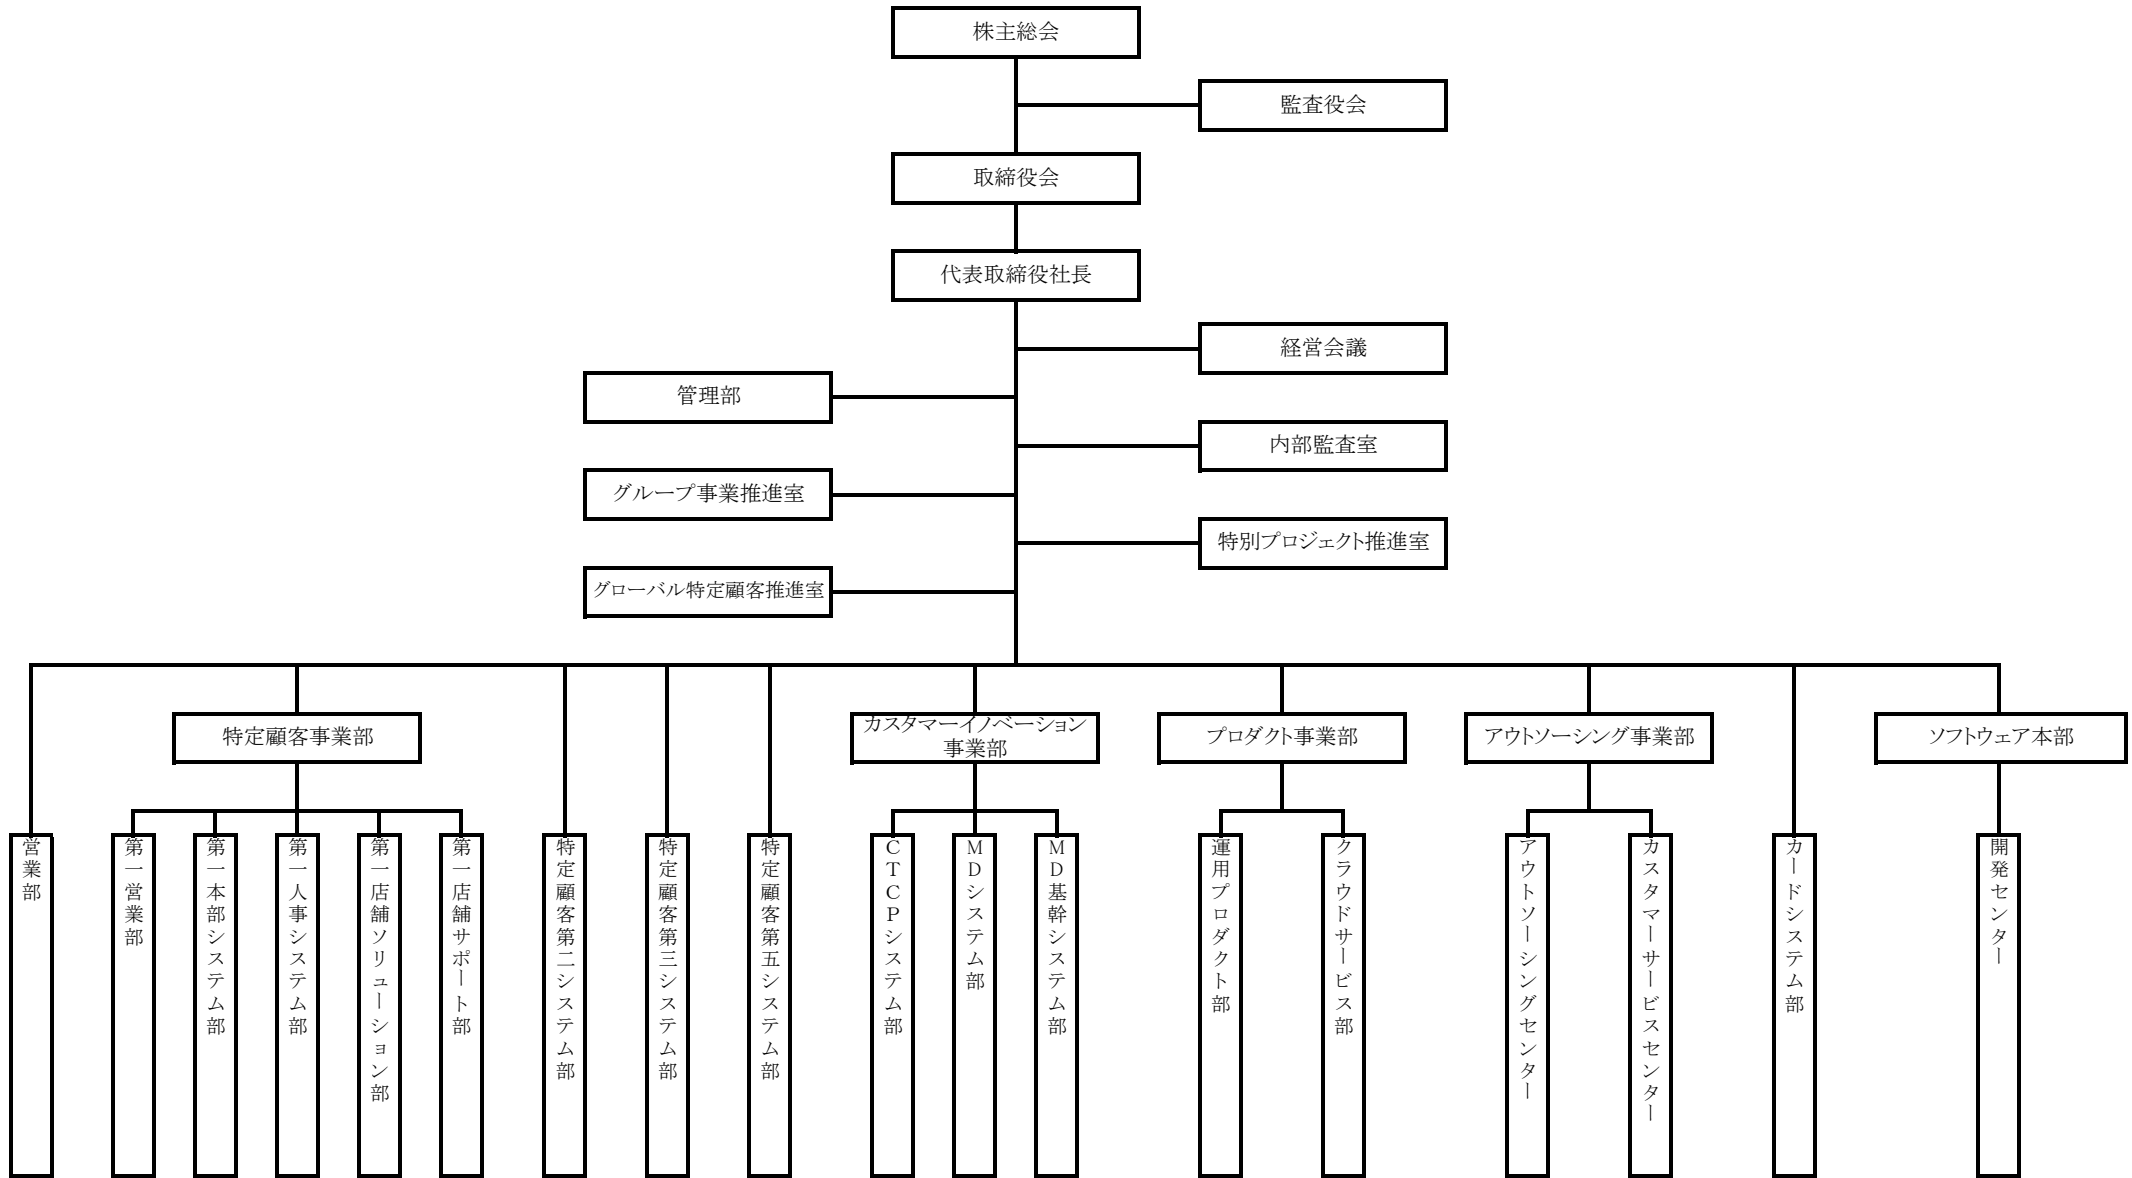 株主総会
監査役会
取締役会
代表取締役社長
経営会議
管理部
内部監査室
グループ事業推進室
特別プロジェクト推進室
グローバル特定顧客推進室
特定顧客事業部
カスタマーイノベーション
事業部
プロダクト事業部
アウトソーシング事業部
ソフトウェア本部
営業部
第一営業部
第一本部システム部
第一人事システム部
第一店舗ソリューション部
第一店舗サポート部
特定顧客第二システム部
特定顧客第三システム部
特定顧客第五システム部
CTCPシステム部
MDシステム部
MD基幹システム部
運用プロダクト部
クラウドサービス部
アウトソーシングセンター
カスタマーサービスセンター
カードシステム部
開発センター